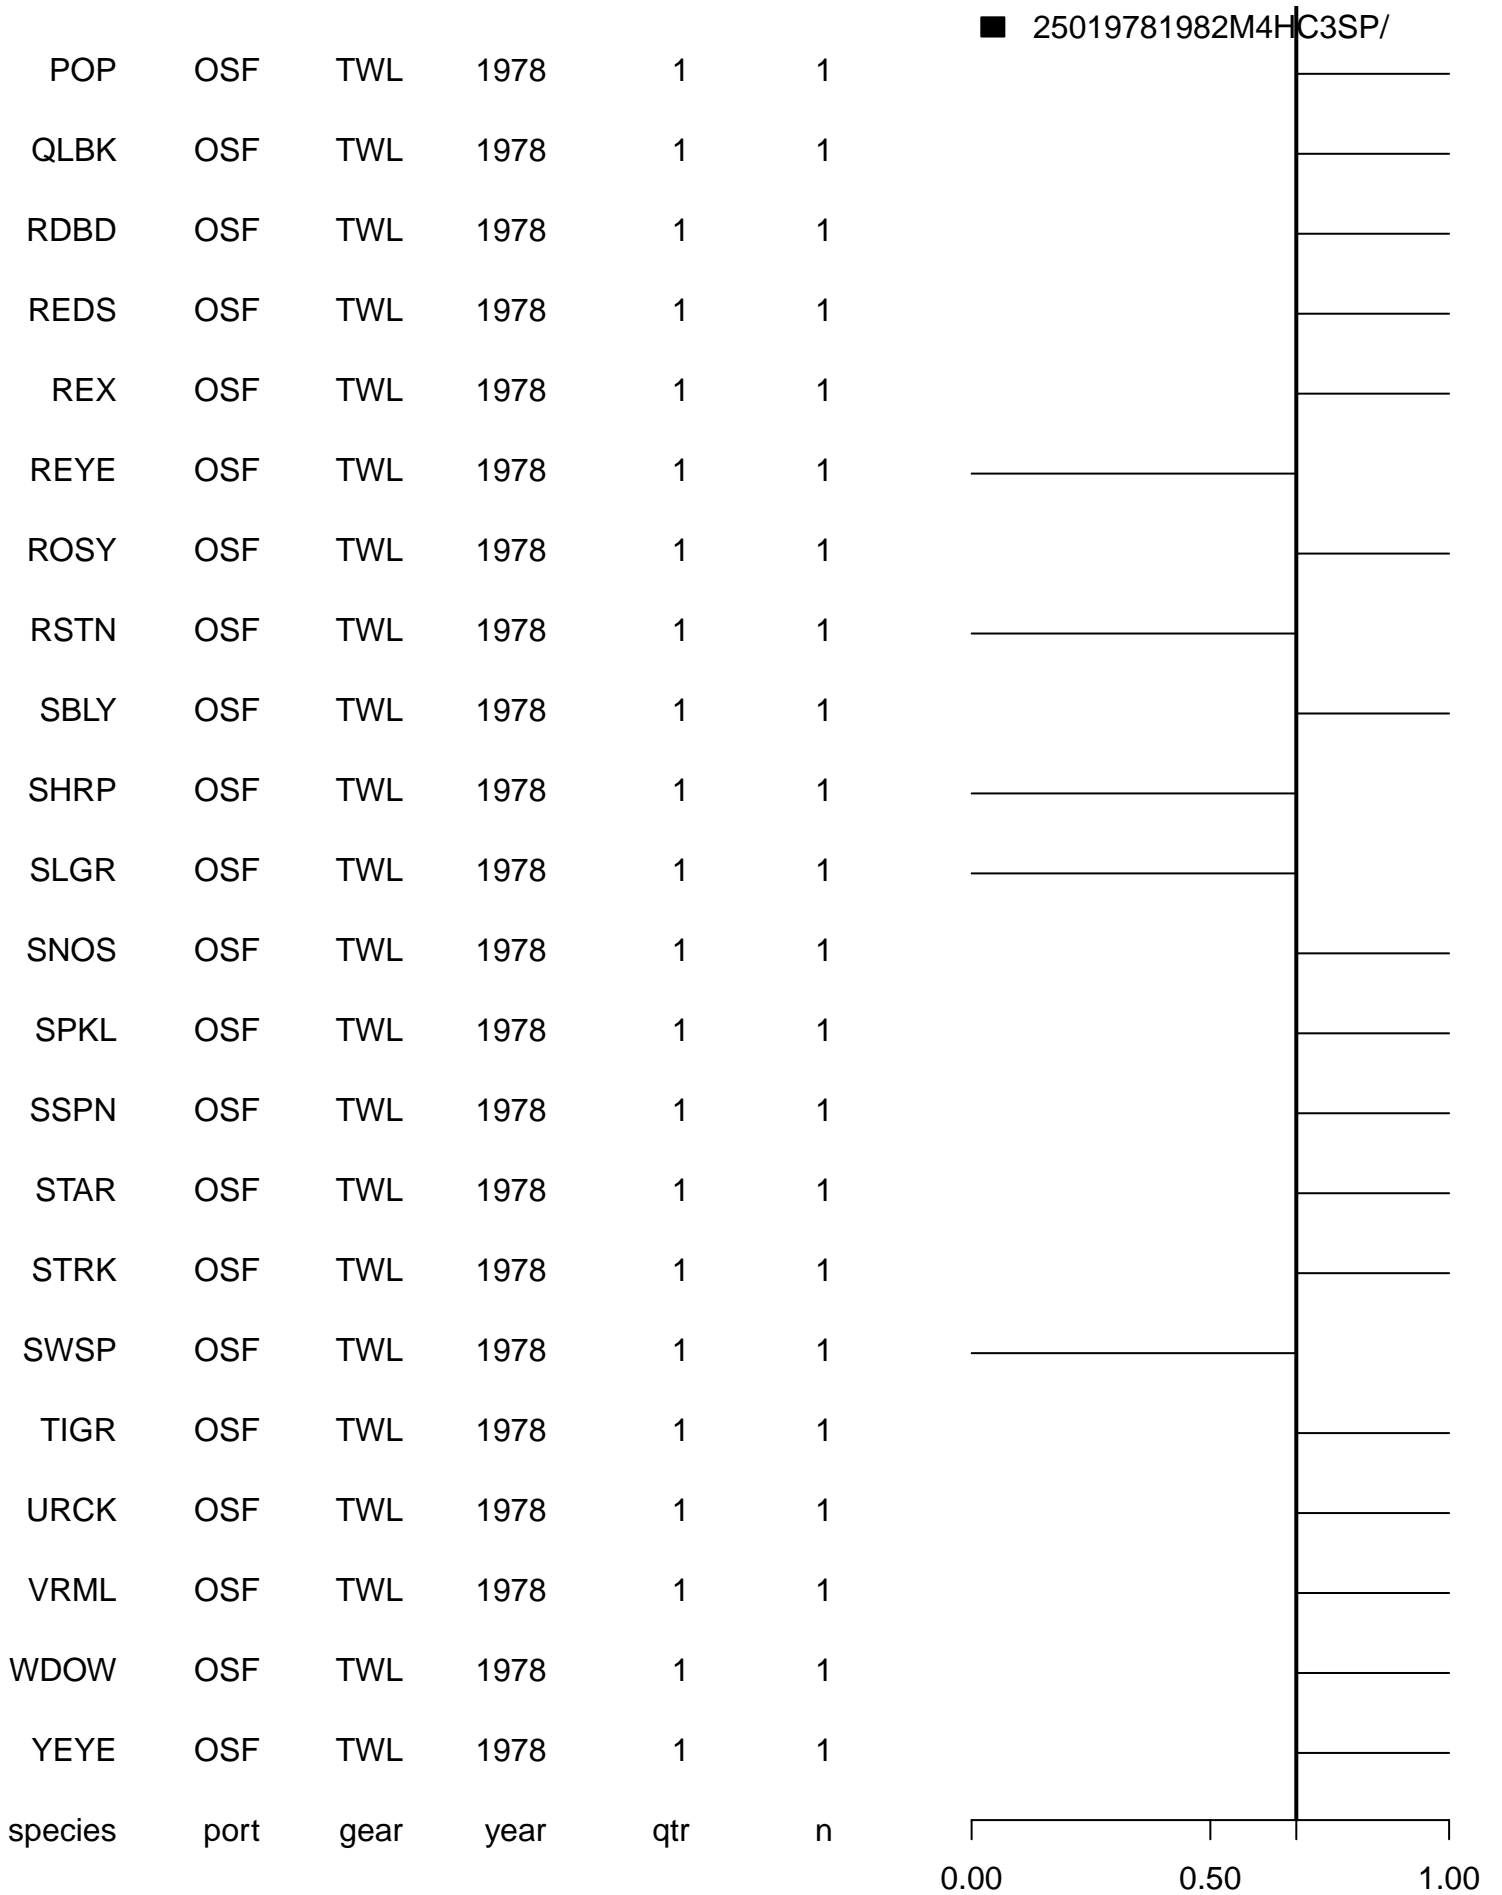 25019781982M4HC3SP/
POP OSF TWL 1978 1 1
QLBK OSF TWL 1978 1 1
RDBD OSF TWL 1978 1 1
REDS OSF TWL 1978 1 1
REX OSF TWL 1978 1 1
REYE OSF TWL 1978 1 1
ROSY OSF TWL 1978 1 1
RSTN OSF TWL 1978 1 1
SBLY OSF TWL 1978 1 1
SHRP OSF TWL 1978 1 1
SLGR OSF TWL 1978 1 1
SNOS OSF TWL 1978 1 1
SPKL OSF TWL 1978 1 1
SSPN OSF TWL 1978 1 1
STAR OSF TWL 1978 1 1
STRK OSF TWL 1978 1 1
SWSP OSF TWL 1978 1 1
TIGR OSF TWL 1978 1 1
URCK OSF TWL 1978 1 1
VRML OSF TWL 1978 1 1
WDOW OSF TWL 1978 1 1
YEYE OSF TWL 1978 1 1
species port gear year qtr n
0.00 0.50 1.00